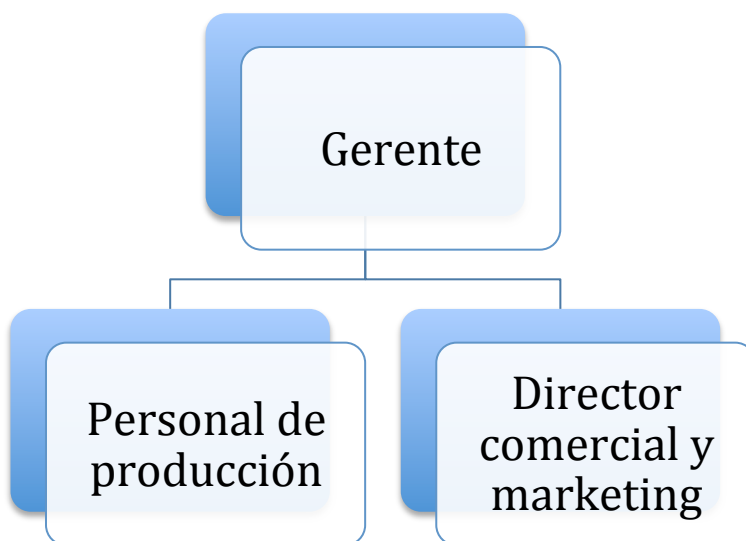 Gerente
Personal de
producción
Director
comercial y
marketing